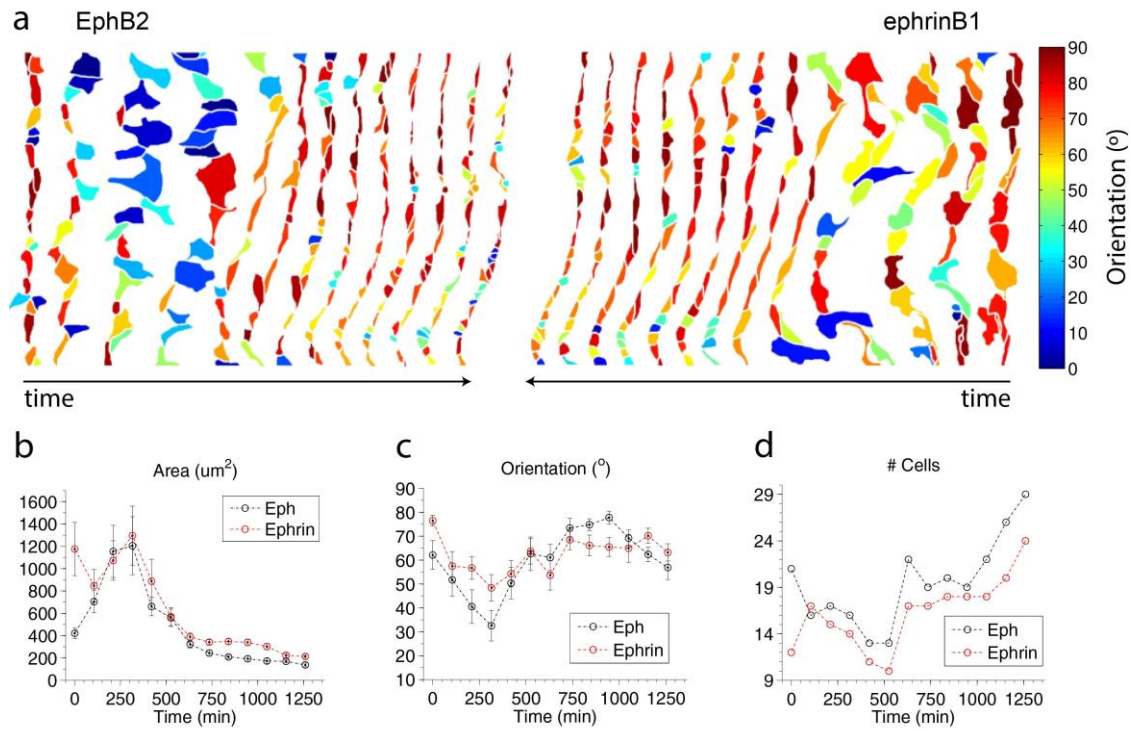 a
EphB2
ephrinB1
90
80
70
60
50
40
30
20
10
0
Orientation (º)
time
time
b
Area (um²)
1600
1400
1200
1000
800
600
400
200
0
Eph
Ephrin
0 250 500 750 1000 1250
Time (min)
c
Orientation (º)
90
80
70
60
50
40
30
20
10
Eph
Ephrin
0 250 500 750 1000 1250
Time (min)
d
# Cells
29
24
19
14
9
Eph
Ephrin
0 250 500 750 1000 1250
Time (min)